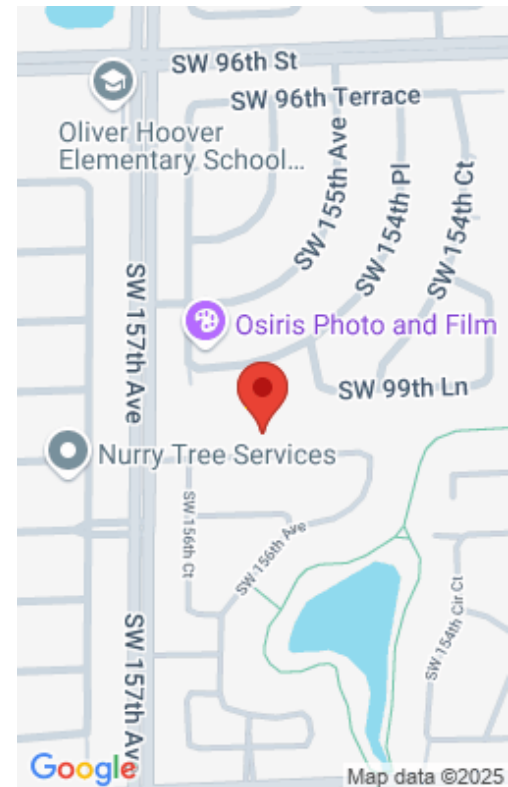 SW 96th St
SW 96th Terrace
Oliver Hoover
Elementary School...
SW 155th Ave
SW 154th Pl
SW 154th Ct
SW 157th Ave
Osiris Photo and Film
SW 99th Ln
Nurry Tree Services
SW 156th Ct
SW 156th Ave
SW 154th Cir Ct
SW 157th Ave
Google
Map data ©2025